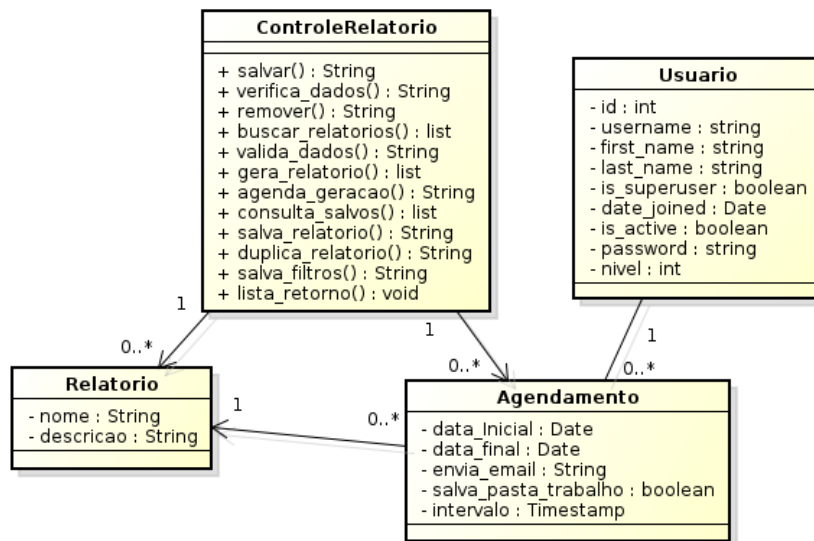 ControleRelatorio
+ salvar() : String
+ verifica_dados() : String
+ remover() : String
+ buscar_relatorios() : list
+ valida_dados() : String
+ gera_relatorio() : list
+ agenda_geracao() : String
+ consulta_salvos() : list
+ salva_relatorio() : String
+ duplica_relatorio() : String
+ salva_filtros() : String
+ lista_retorno() : void
Usuario
- id : int
- username : string
- first_name : string
- last_name : string
- is_superuser : boolean
- date_joined : Date
- is_active : boolean
- password : string
- nivel : int
1
0..*
1
0..*
1
0..*
Relatorio
- nome : String
- descricao : String
1
0..*
Agendamento
- data_Inicial : Date
- data_final : Date
- envia_email : String
- salva_pasta_trabalho : boolean
- intervalo : Timestamp